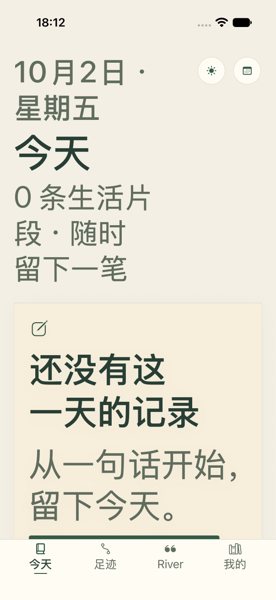 18:12
10月2日 ·
星期五
今天
0 条生活片
段 · 随时
留下一笔
还没有这
一天的记录
从一句话开始，
留下今天。
今天
足迹
River
我的